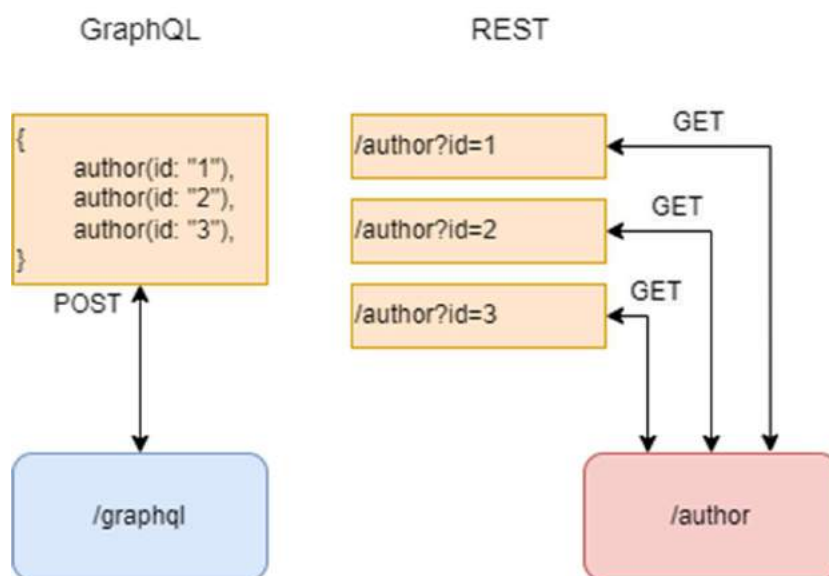 GraphQL
{
author(id: "1"),
author(id: "2"),
author(id: "3"),
}
POST
/graphql
REST
/author?id=1
GET
/author?id=2
GET
/author?id=3
GET
/author